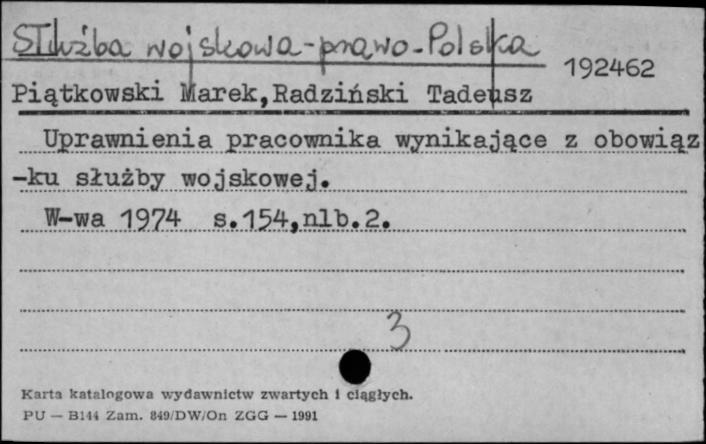 Służba wojskowa-prawo-Polska
192462
Piątkowski Marek,Radziński Tadeusz
Uprawnienia pracownika wynikające z obowiąz
-ku służby wojskowej.
W-wa 1974 s.154,nlb.2.
3
Karta katalogowa wydawnictw zwartych i ciągłych.
PU — B144 Zam. 849/DW/On ZGG — 1991